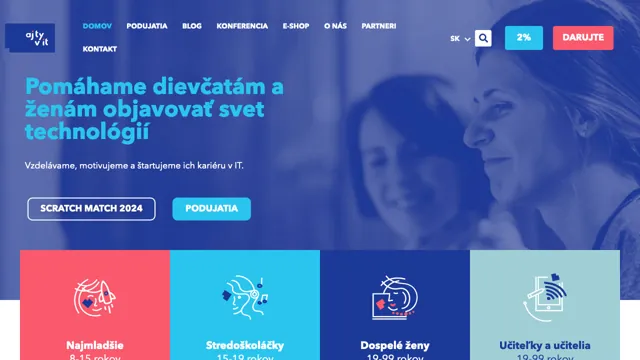 aj ty
v it
DOMOV
PODUJATIA
BLOG
KONFERENCIA
E-SHOP
O NÁS
PARTNERI
KONTAKT
SK
2%
DARUJTE
Pomáhame dievčatám a
ženám objavovať svet
technológií
Vzdelávame, motivujeme a štartujeme ich kariéru v IT.
SCRATCH MATCH 2024
PODUJATIA
Najmladšie
8-15 rokov
Stredoškoláčky
15-19 rokov
Dospelé ženy
19-99 rokov
Učiteľky a učitelia
19-99 rokov